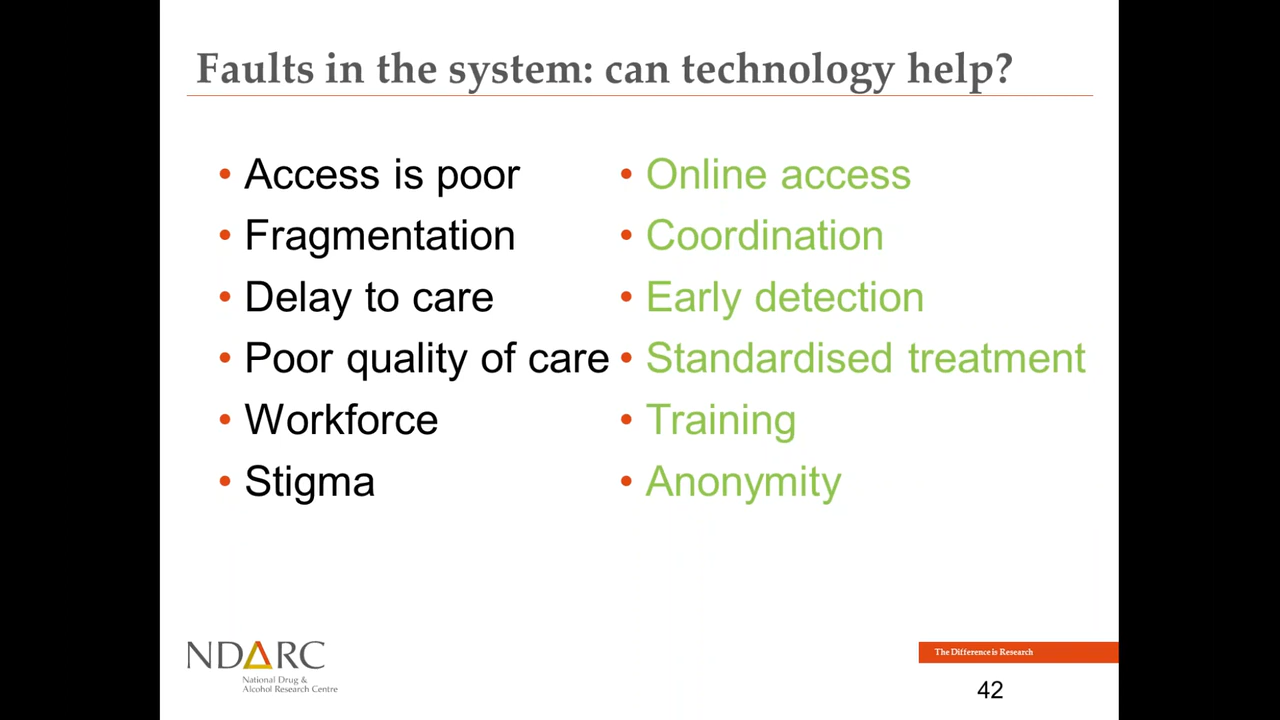 Faults in the system: can technology help?
• Access is poor
• Fragmentation
• Delay to care
• Poor quality of care
• Workforce
• Stigma
• Online access
• Coordination
• Early detection
• Standardised treatment
• Training
• Anonymity
NDARC
National Drug &
Alcohol Research Centre
The Difference is Research
42